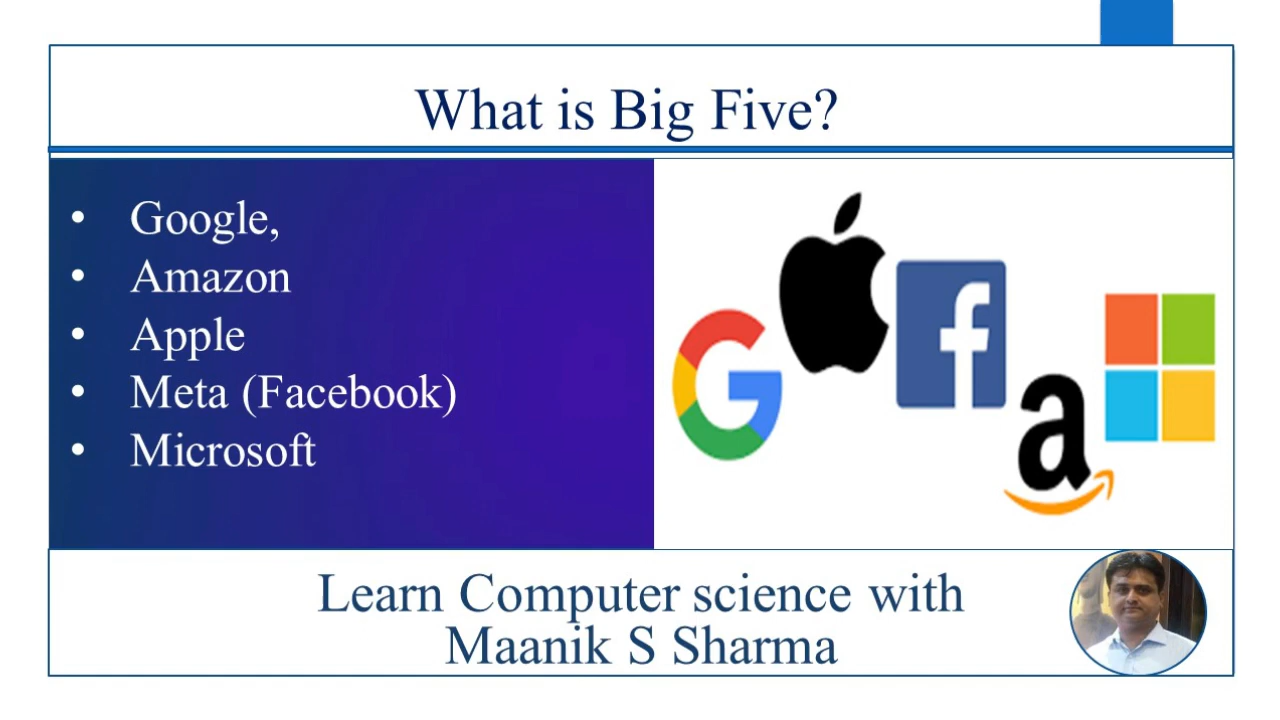 What is Big Five?
• Google,
• Amazon
• Apple
• Meta (Facebook)
• Microsoft
G
f
a
Learn Computer science with
Maanik S Sharma